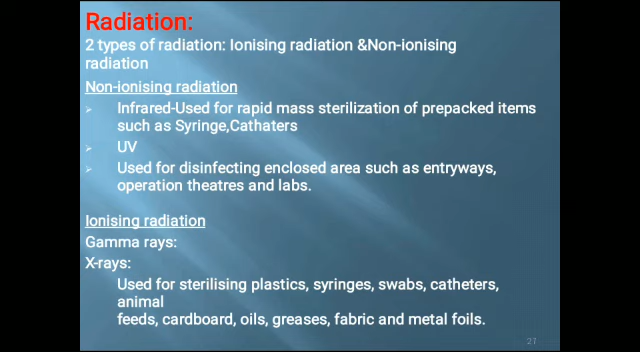 Radiation:
2 types of radiation: Ionising radiation &Non-ionising
radiation
Non-ionising radiation
Infrared-Used for rapid mass sterilization of prepacked items
such as Syringe,Cathaters
UV
Used for disinfecting enclosed area such as entryways,
operation theatres and labs.
Ionising radiation
Gamma rays:
X-rays:
Used for sterilising plastics, syringes, swabs, catheters,
animal
feeds, cardboard, oils, greases, fabric and metal foils.
27